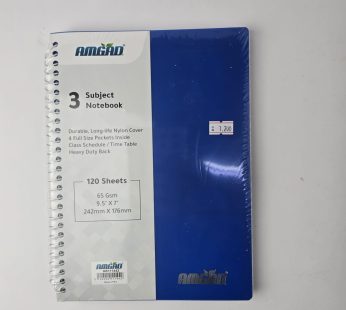 AMGAD
3 Subject
Notebook
Durable, Long-life Nylon Cover
4 Full Size Pockets Inside
Class Schedule / Time Table
Heavy Duty Back
120 Sheets
65 Gsm
9.5" X 7"
242mm X 176mm
AMGAD
AMGAD